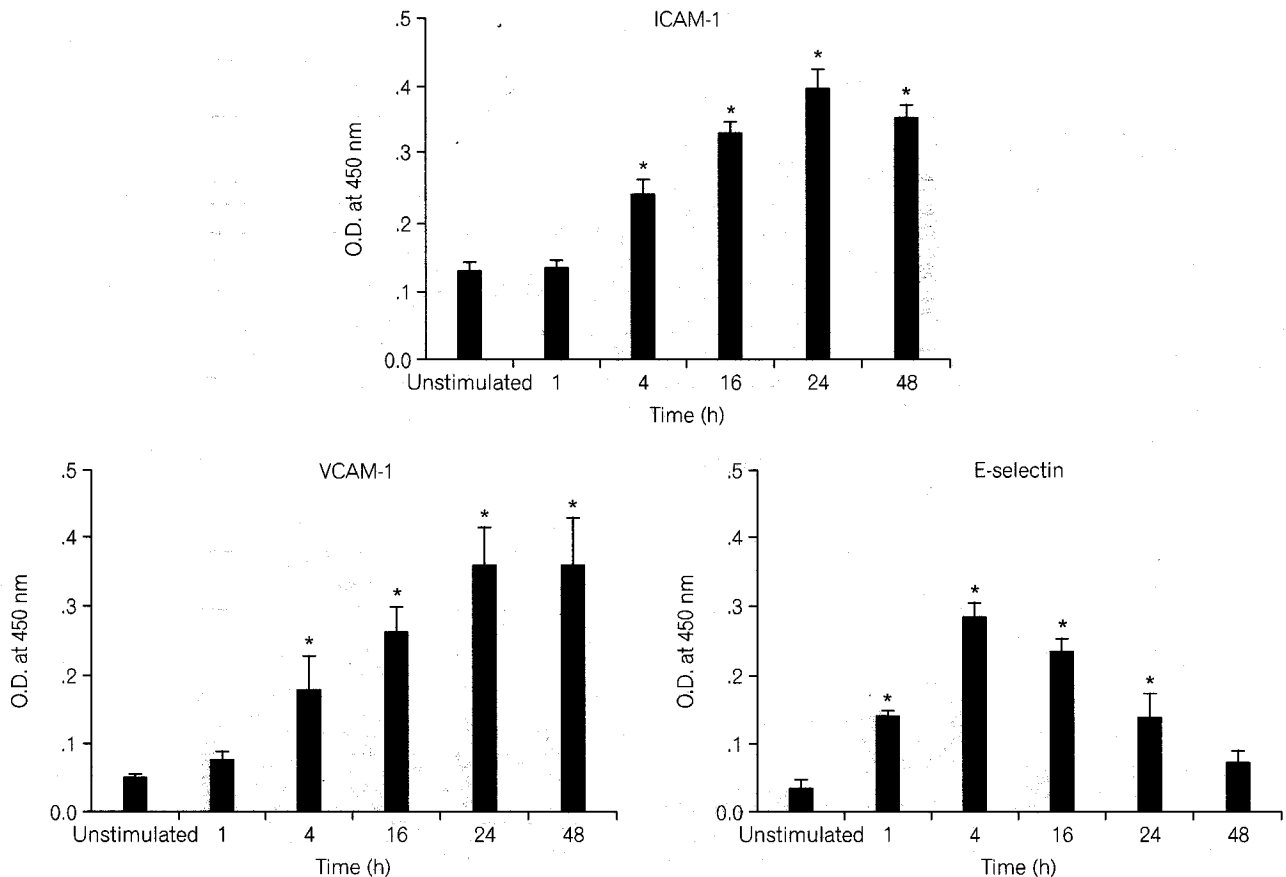 ICAM-1
.5
.4
.3
.2
.1
0.0
O.D. at 450 nm
* * * *
Unstimulated 1 4 16 24 48
Time (h)
VCAM-1
.5
.4
.3
.2
.1
0.0
O.D. at 450 nm
* * * *
Unstimulated 1 4 16 24 48
Time (h)
E-selectin
.5
.4
.3
.2
.1
0.0
O.D. at 450 nm
* * * *
Unstimulated 1 4 16 24 48
Time (h)